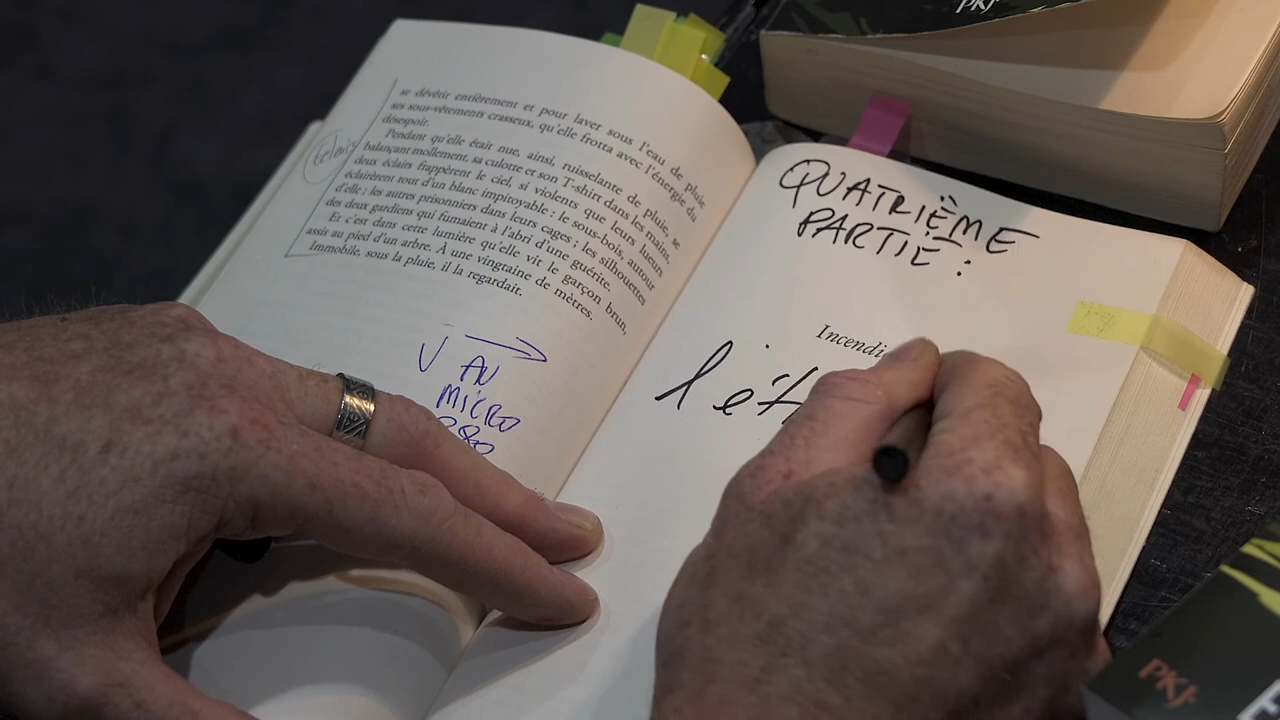 se dévêtir entièrement et pour laver sous l'eau de pluie
ses sous-vêtements crasseux, qu'elle frotta avec l'énergie du
désespoir.
Pendant qu'elle était nue, ainsi, ruisselante de pluie, se
balançant mollement, sa culotte et son T-shirt dans les mains,
deux éclairs frappèrent le ciel, si violents que leurs lueurs
éclairèrent tout d'un blanc impitoyable : le sous-bois, autour
d'elle ; les autres prisonniers dans leurs cages ; les silhouettes
des deux gardiens qui fumaient à l'abri d'une guérite.
Et c'est dans cette lumière qu'elle vit le garçon brun,
assis au pied d'un arbre. À une vingtaine de mètres.
Immobile, sous la pluie, il la regardait.
AU
MICRO
QUATRIÈME
PARTIE :
Incendi
l'ét
PKJ
PKJ